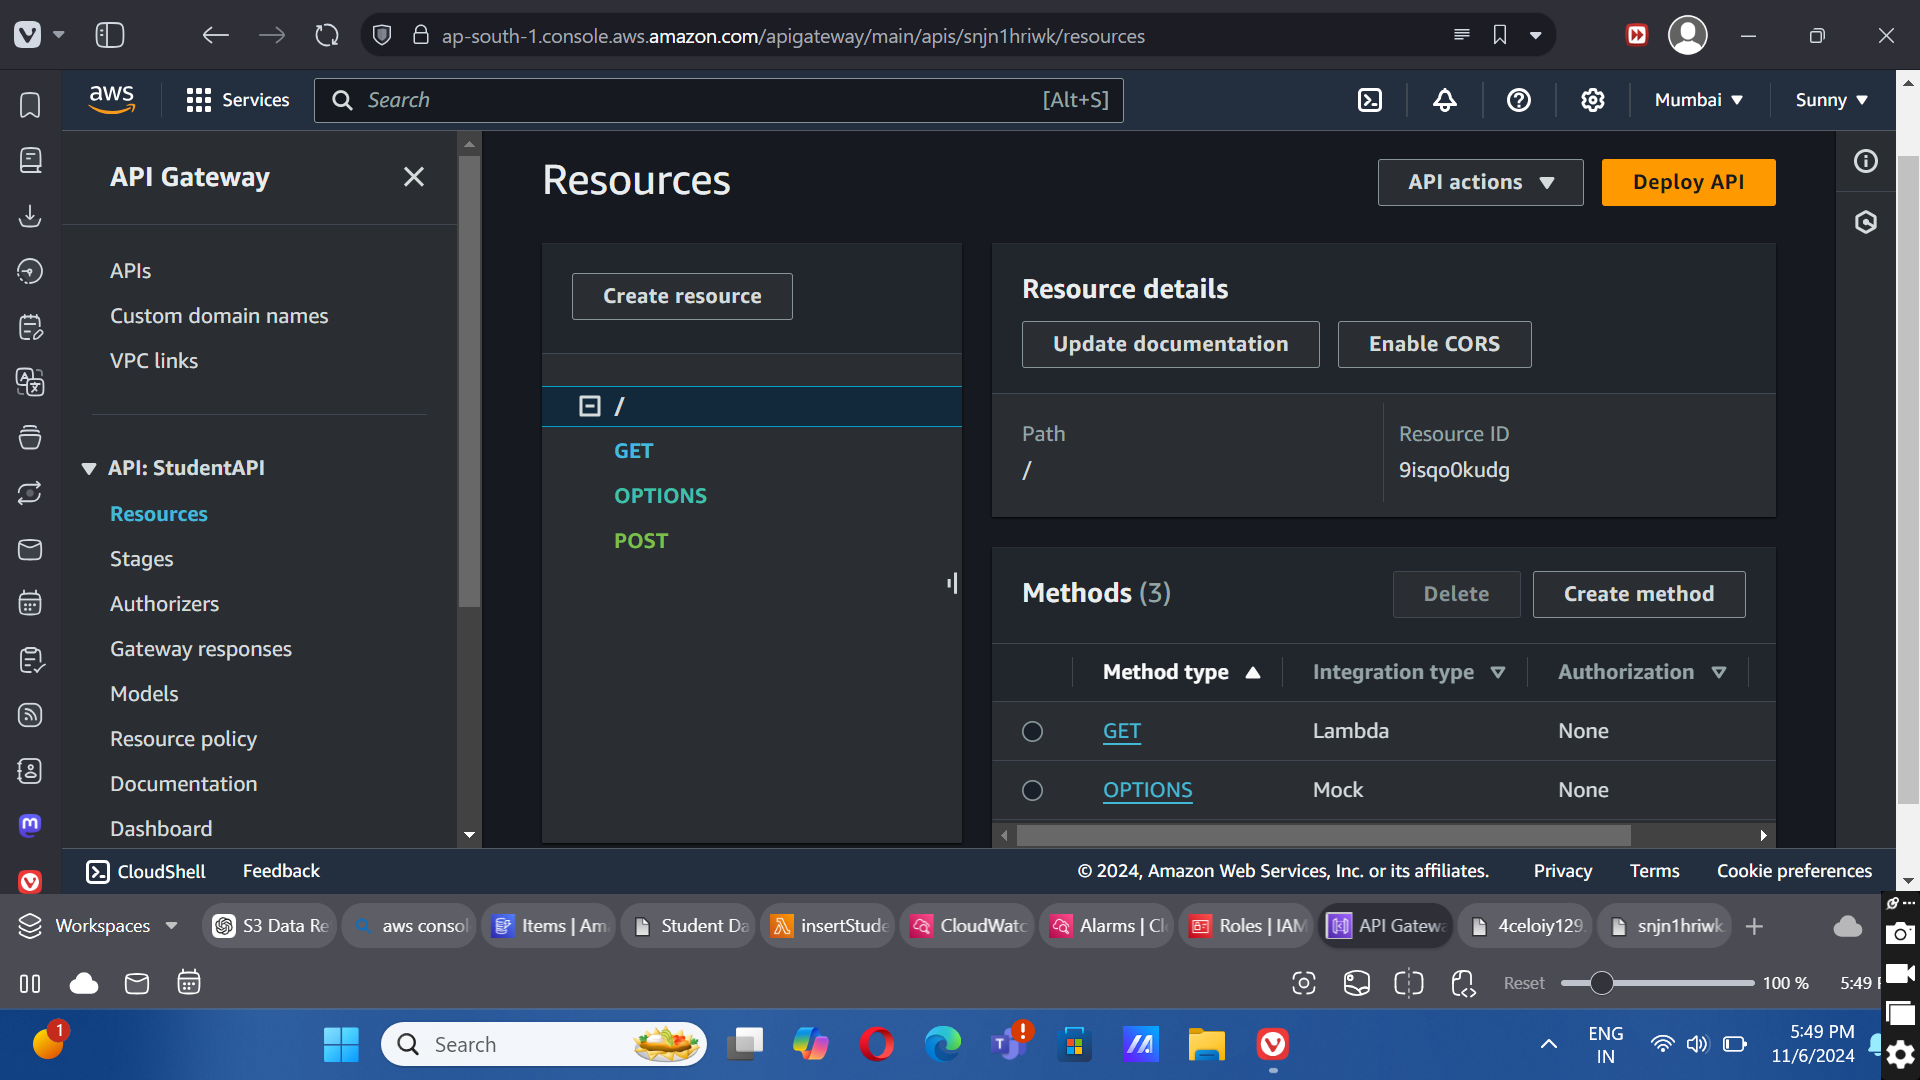 ap-south-1.console.aws.amazon.com/apigateway/main/apis/snjn1hriwk/resources
aws
Services
Search
[Alt+S]
Mumbai
Sunny
API Gateway
APIs
Custom domain names
VPC links
API: StudentAPI
Resources
Stages
Authorizers
Gateway responses
Models
Resource policy
Documentation
Dashboard
Resources
API actions
Deploy API
Create resource
/
GET
OPTIONS
POST
Resource details
Update documentation
Enable CORS
Path
/
Resource ID
9isqo0kudg
Methods (3)
Delete
Create method
Method type
Integration type
Authorization
GET
Lambda
None
OPTIONS
Mock
None
CloudShell
Feedback
© 2024, Amazon Web Services, Inc. or its affiliates.
Privacy
Terms
Cookie preferences
Workspaces
S3 Data Re
aws consol
Items | Am
Student Da
insertStude
CloudWatc
Alarms | Cl
Roles | IAM
API Gatewa
4celoiy129.
snjn1hriwk.
Reset
100 %
5:49
1
Search
ENG
IN
5:49 PM
11/6/2024